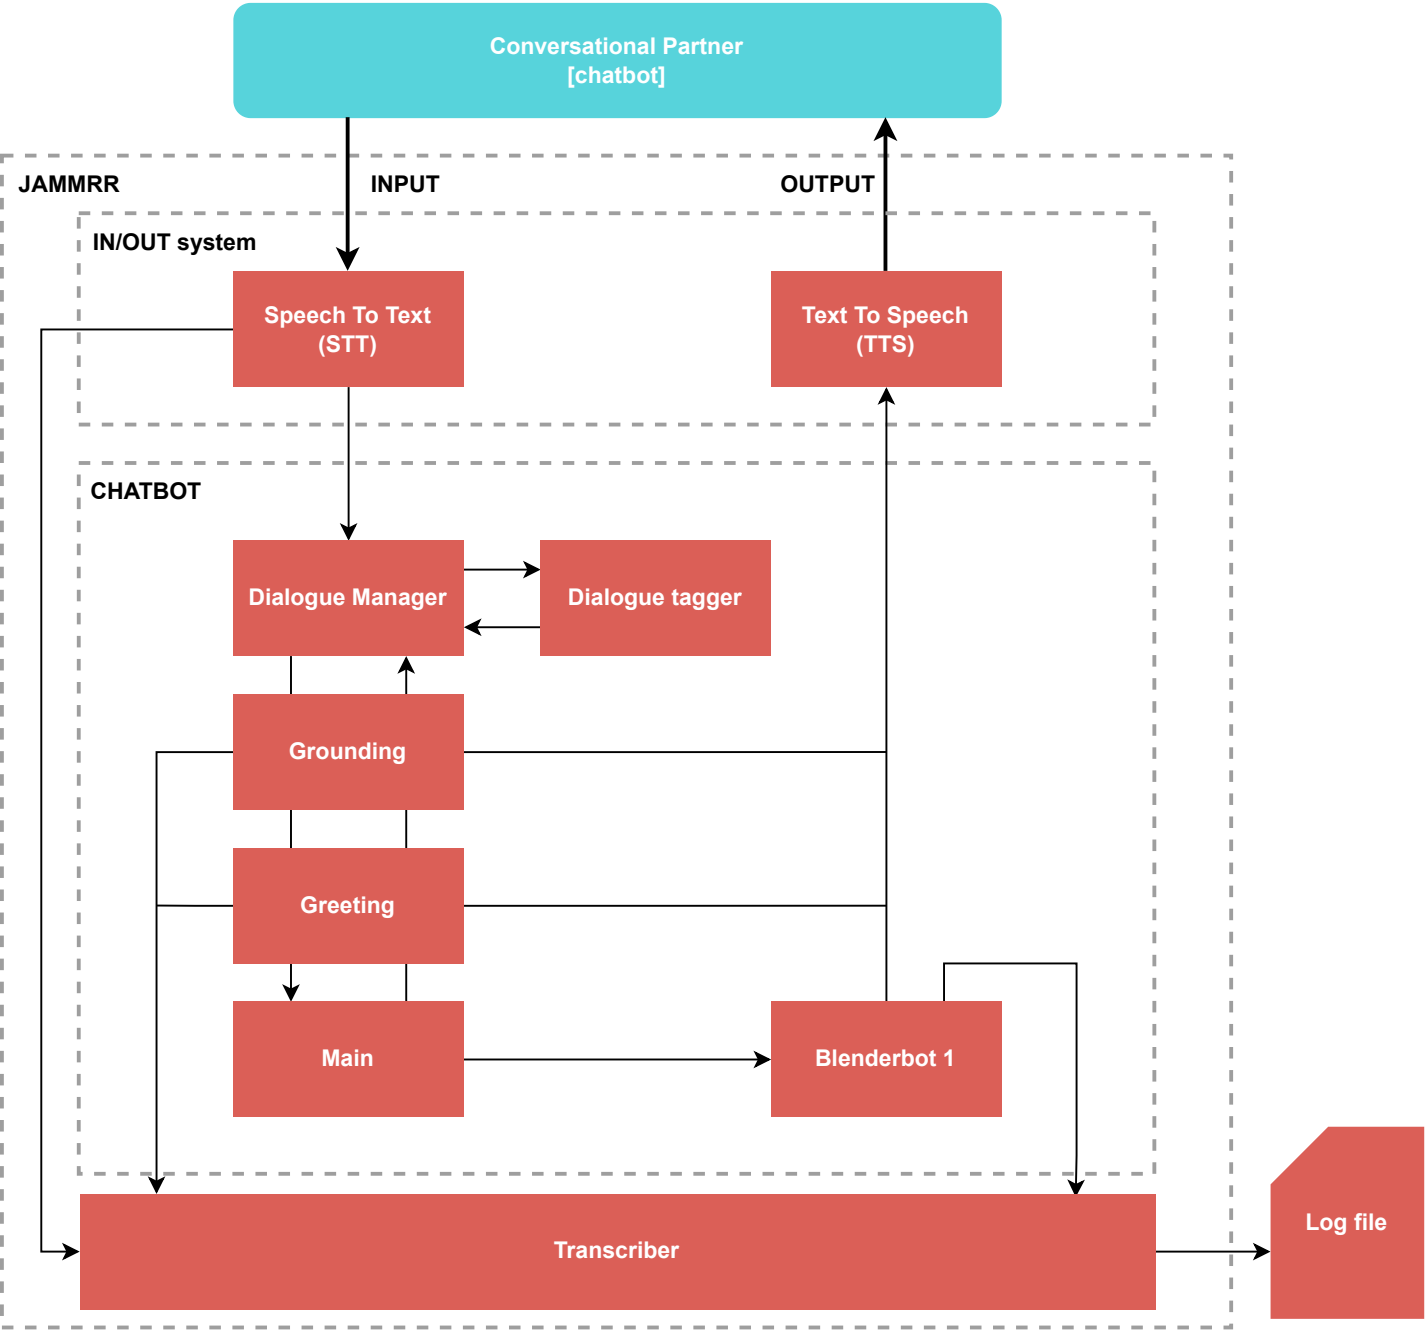 Conversational Partner
[chatbot]
JAMMRR
INPUT
OUTPUT
IN/OUT system
Speech To Text
(STT)
Text To Speech
(TTS)
CHATBOT
Dialogue Manager
Dialogue tagger
Grounding
Greeting
Main
Blenderbot 1
Log file
Transcriber